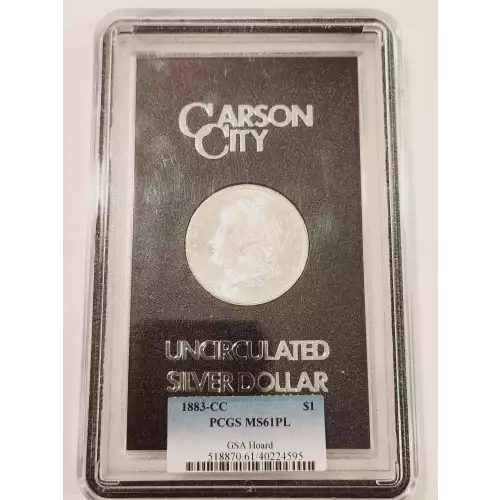 CARSON
CITY
UNCIRCULATED
SILVER DOLLAR
1883-CC $1
PCGS MS61PL
GSA Hoard
518870.61/40224595